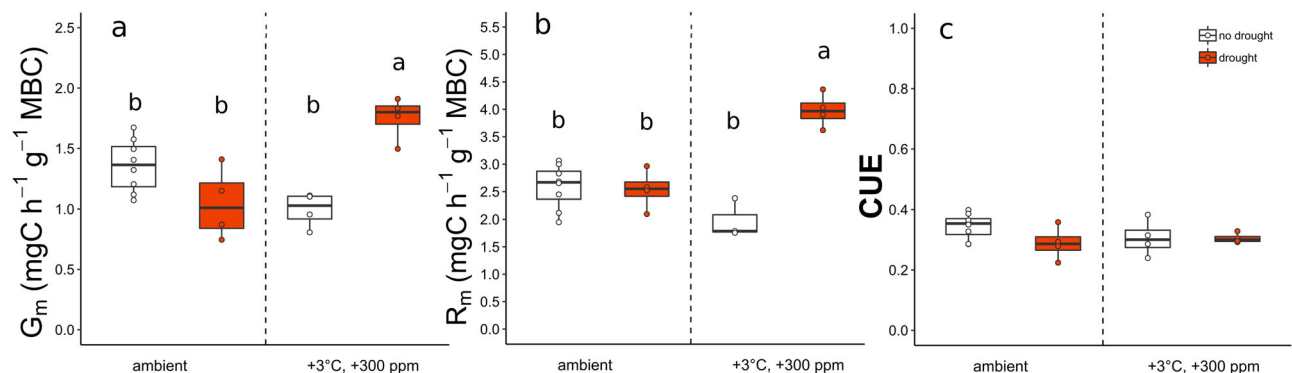 a
G_m (mgC h⁻¹ g⁻¹ MBC)
2.5
2.0
1.5
1.0
0.5
0.0
b
b
b
a
ambient
+3°C, +300 ppm
b
R_m (mgC h⁻¹ g⁻¹ MBC)
5.5
5.0
4.5
4.0
3.5
3.0
2.5
2.0
1.5
1.0
0.5
0.0
b
b
b
a
ambient
+3°C, +300 ppm
c
CUE
1.0
0.8
0.6
0.4
0.2
0.0
no drought
drought
ambient
+3°C, +300 ppm